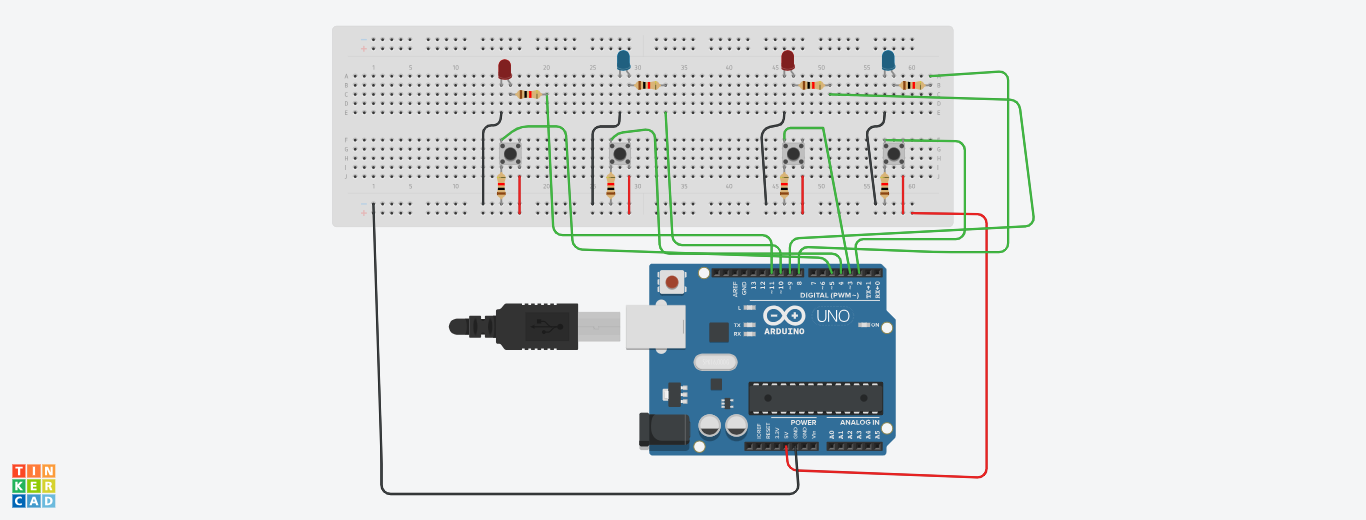 1 5 10 20 25 30 35 40 45 50 55 60
A
B
C
D
E
F
G
H
I
J
1 5 10 20 25 30 35 40 45 50 55 60
AREF
GND
13
12
~11
~10
~9
8
7
~6
~5
4
~3
2
TX→1
RX←0
DIGITAL (PWM~)
L
TX
RX
ARDUINO
UNO
ON
POWER
ANALOG IN
IOREF
RESET
3.3V
5V
GND
GND
Vin
A0
A1
A2
A3
A4
A5
TIN
KER
CAD